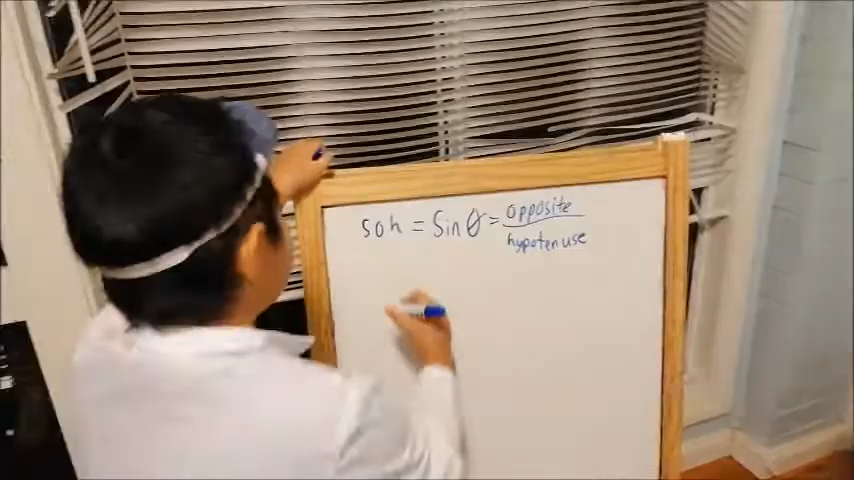 soh = Sin θ = opposite
hypotenuse